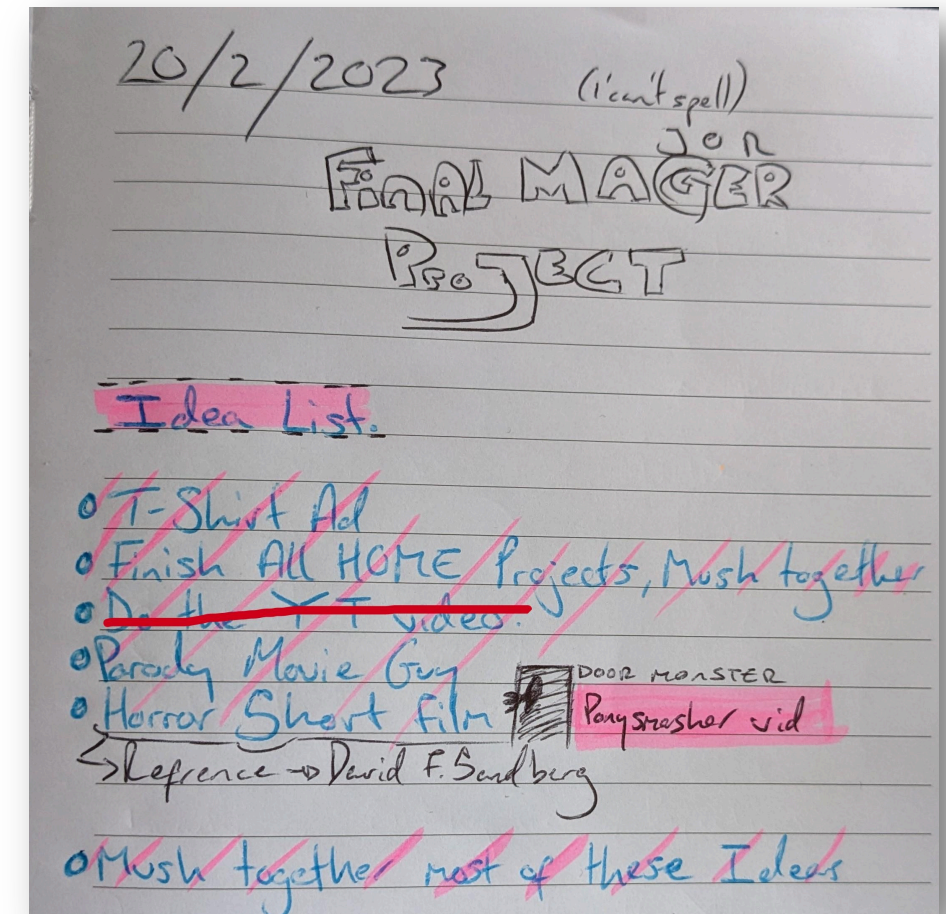 20/2/2023
(i can't spell)
JOR
FinAL MAGER
PROJECT
Idea List.
T-Shirt Ad
Finish All HOME Projects, Mush together
Do the YT video.
Parody Movie Guy
DOOR MONSTER
Horror Short film
Ponysmasher vid
Refrence → David F. Sandberg
Mush together most of these Ideas